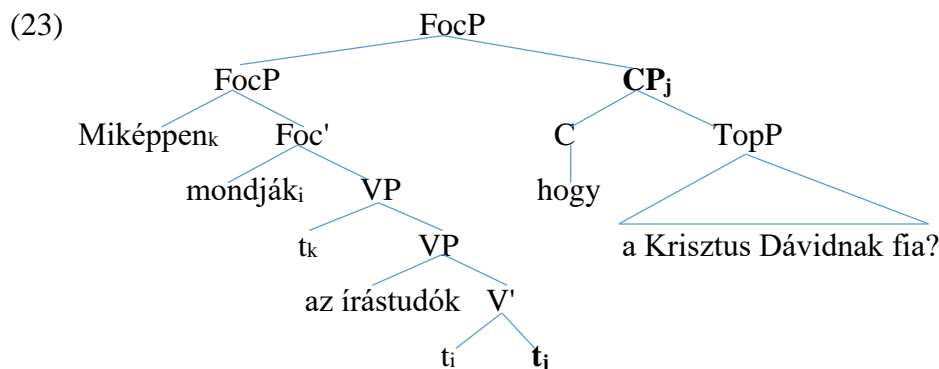 (23) FocP
FocP CPj
Miképpenk Foc' C TopP
mondjáki VP hogy
tk VP a Krisztus Dávidnak fia?
az írástudók V'
ti tj